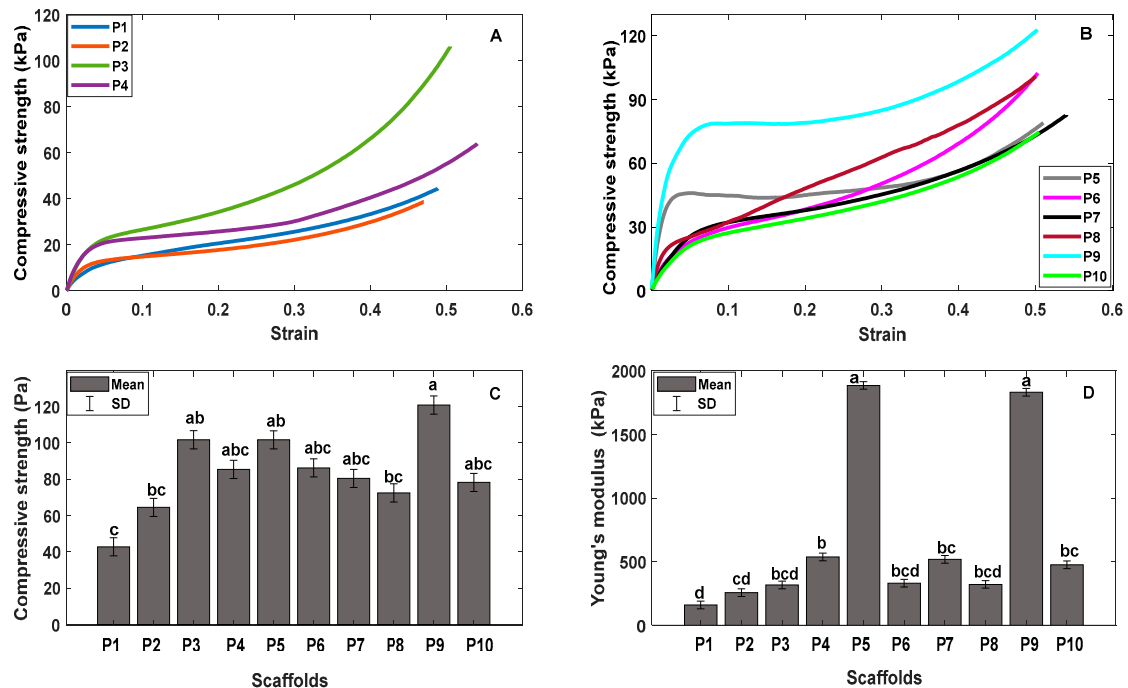 A
Compressive strength (kPa)
120
100
80
60
40
20
0
P1
P2
P3
P4
0 0.1 0.2 0.3 0.4 0.5 0.6
Strain
B
Compressive strength (kPa)
120
90
60
30
0
P5
P6
P7
P8
P9
P10
0.1 0.2 0.3 0.4 0.5 0.6
Strain
C
Compressive strength (Pa)
120
100
80
60
40
20
0
Mean
SD
c bc ab abc ab abc abc bc a abc
P1 P2 P3 P4 P5 P6 P7 P8 P9 P10
Scaffolds
D
Young's modulus (kPa)
2000
1500
1000
500
0
Mean
SD
d cd bcd b a bcd bc bcd a bc
P1 P2 P3 P4 P5 P6 P7 P8 P9 P10
Scaffolds